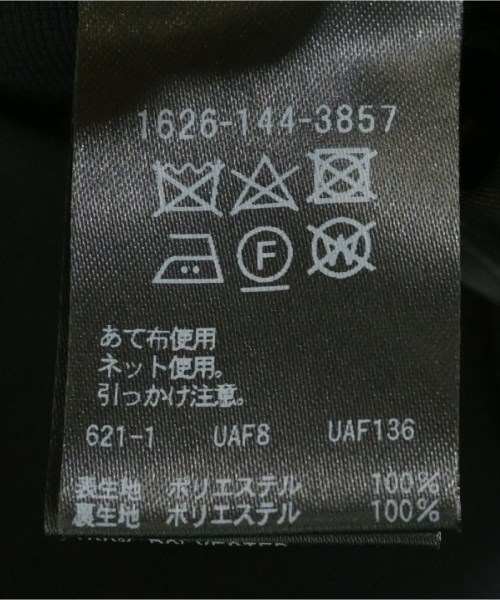 1626-144-3857
F W
あて布使用
ネット使用。
引っかけ注意。
621-1 UAF8 UAF136
表生地 ポリエステル 100%
裏生地 ポリエステル 100%
100% POLYESTER